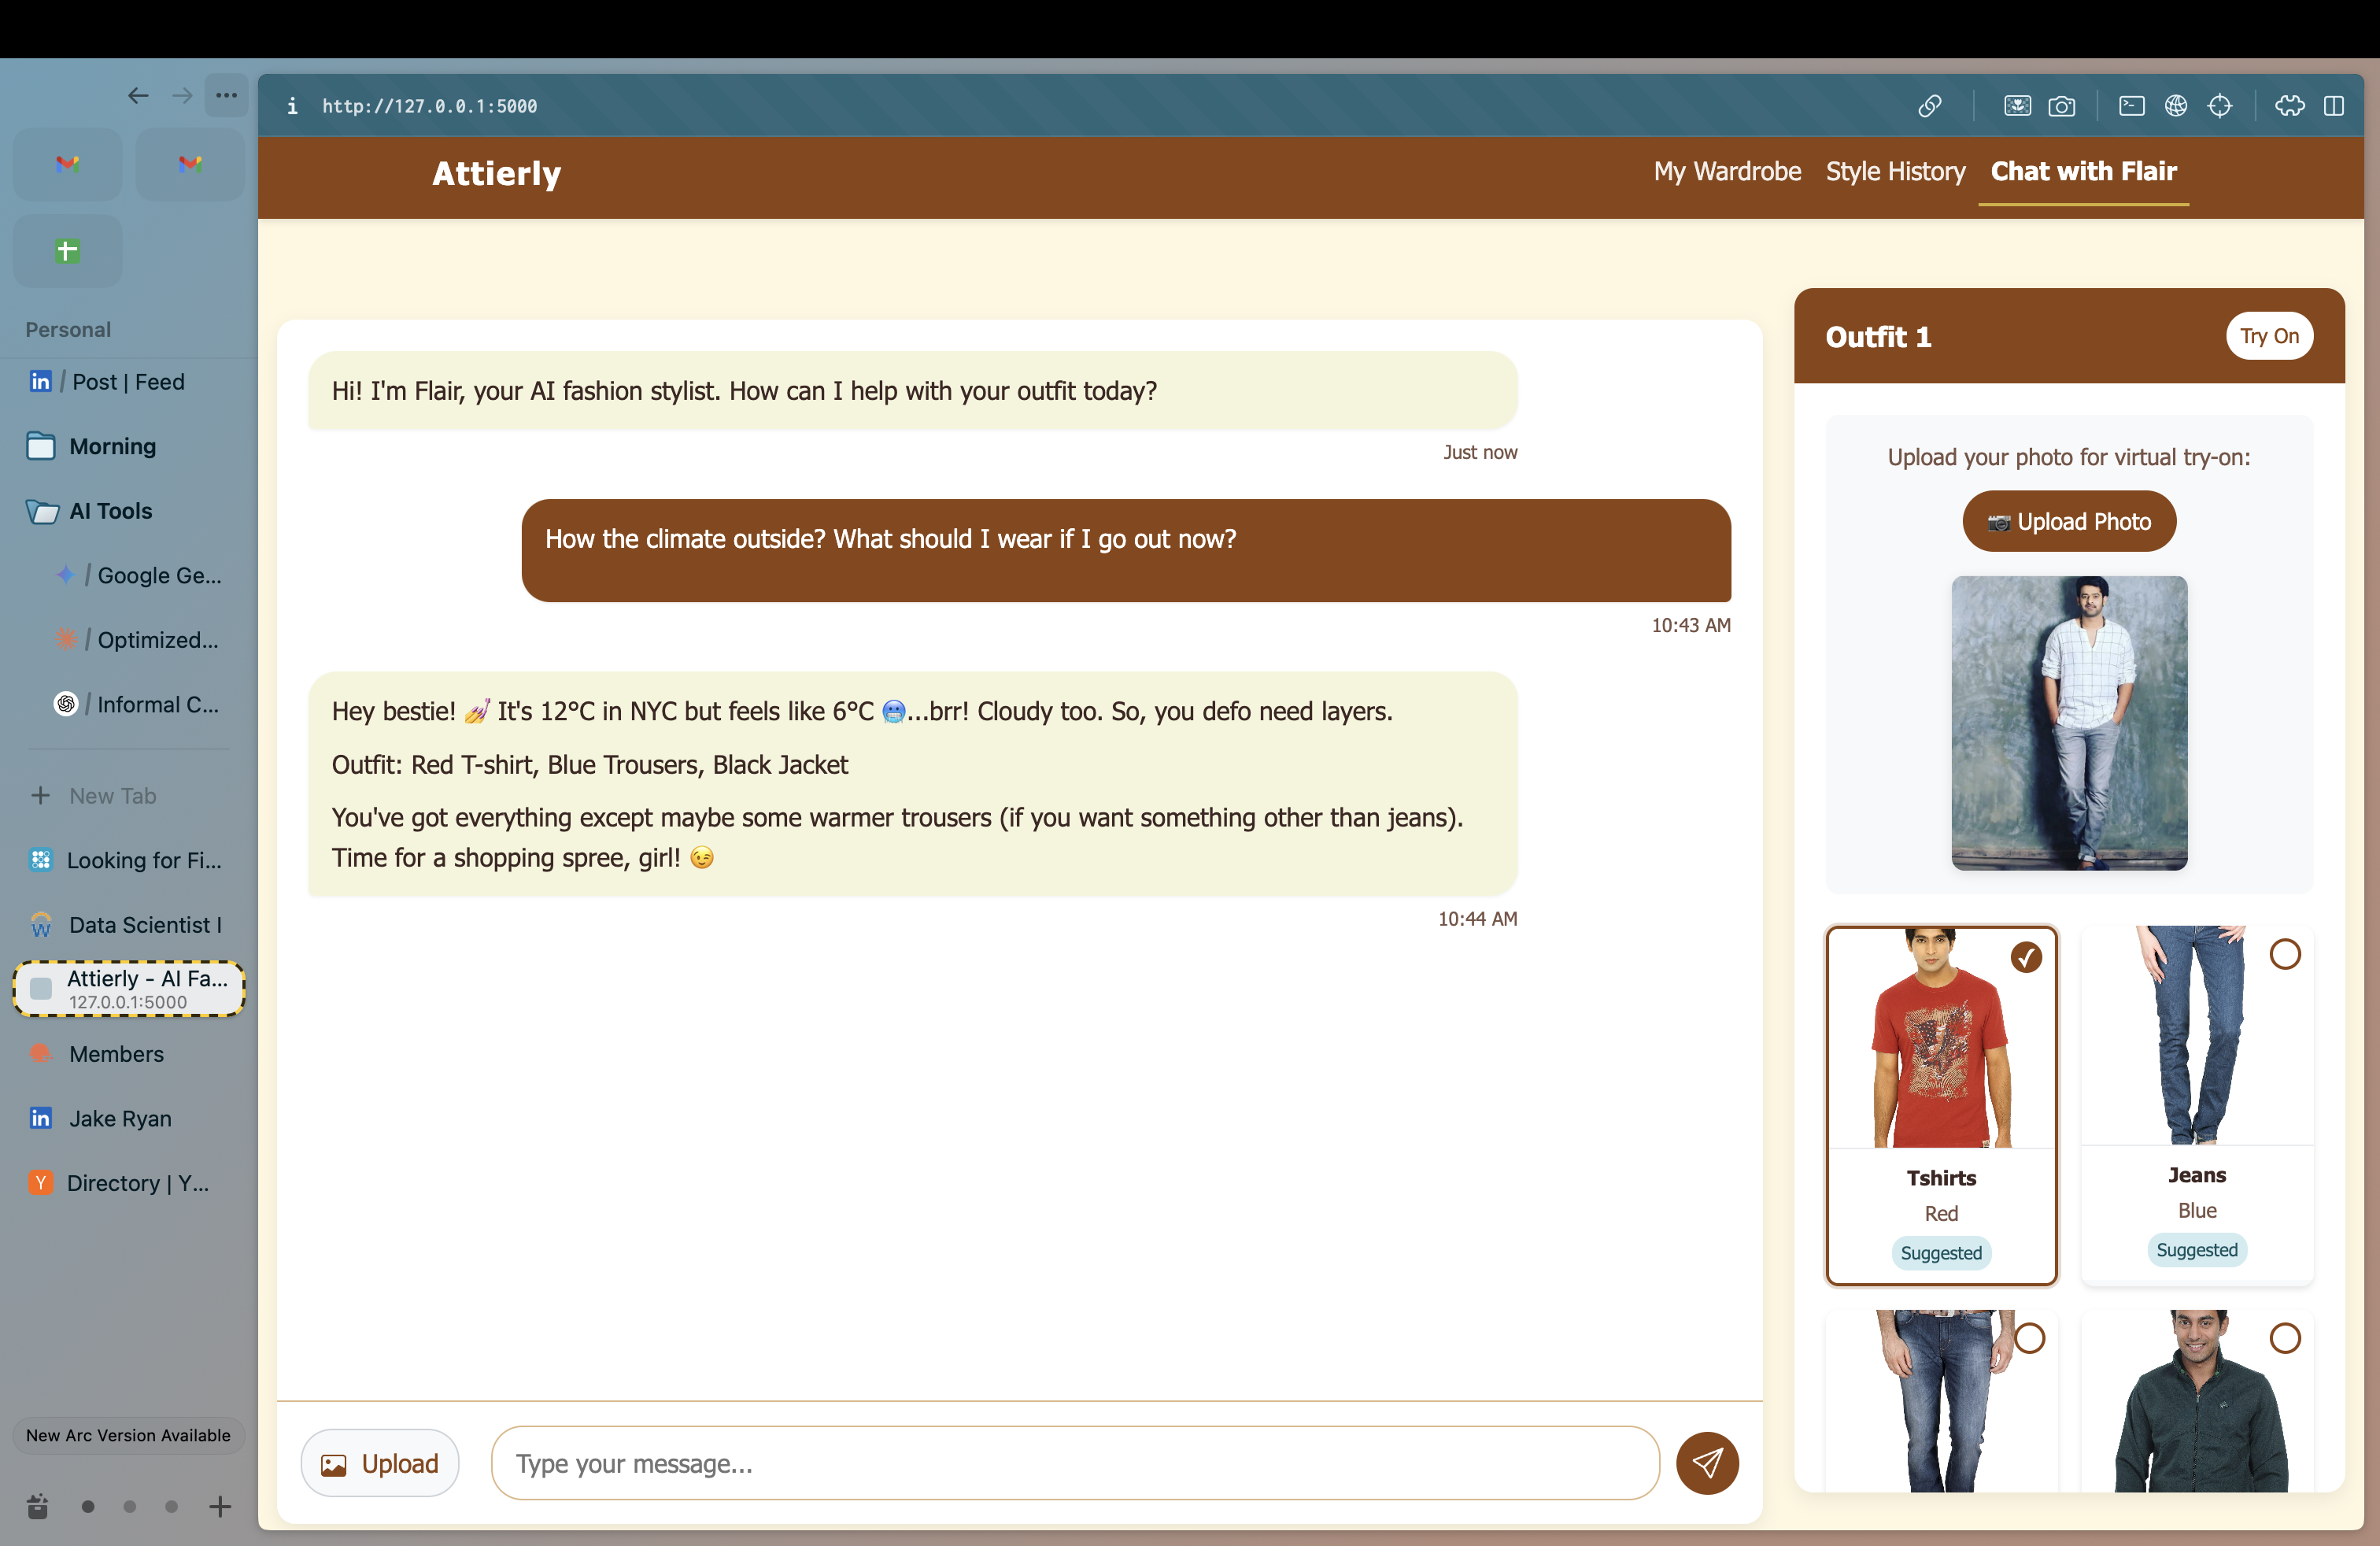 http://127.0.0.1:5000
Personal
Post | Feed
Morning
AI Tools
/ Google Ge...
/ Optimized...
/ Informal C...
New Tab
Looking for Fi...
Data Scientist I
Attierly - AI Fa...
127.0.0.1:5000
Members
Jake Ryan
Directory | Y...
New Arc Version Available
Attierly
My Wardrobe Style History Chat with Flair
Hi! I'm Flair, your AI fashion stylist. How can I help with your outfit today?
Just now
How the climate outside? What should I wear if I go out now?
10:43 AM
Hey bestie! 💅 It's 12°C in NYC but feels like 6°C 🥶...brr! Cloudy too. So, you defo need layers.
Outfit: Red T-shirt, Blue Trousers, Black Jacket
You've got everything except maybe some warmer trousers (if you want something other than jeans).
Time for a shopping spree, girl! 😉
10:44 AM
Upload
Type your message...
Outfit 1
Try On
Upload your photo for virtual try-on:
📷 Upload Photo
Tshirts
Red
Suggested
Jeans
Blue
Suggested